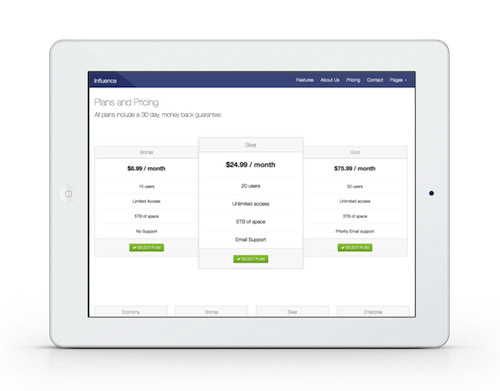 Influence
Features
About Us
Pricing
Contact
Pages
Plans and Pricing
All plans include a 30 day, money back guarantee.
Bronze
$8.99 / month
10 users
Limited Access
5TB of space
No Support
SELECT PLAN
Silver
$24.99 / month
20 users
Unlimited access
5TB of space
Email Support
SELECT PLAN
Gold
$75.99 / month
users
Unlimited access
3TB of space
Priority Email support
SELECT PLAN
Economy
Bronze
Silver
Enterprise